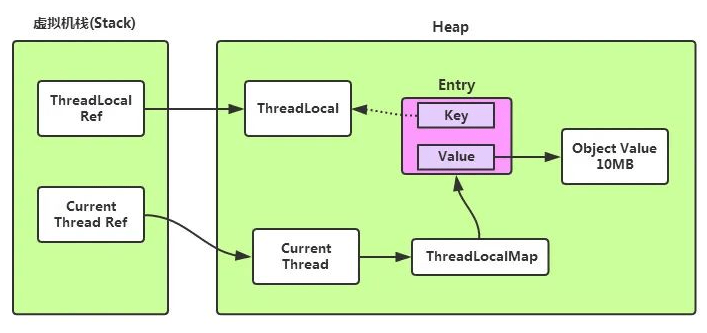 虚拟机栈(Stack)
Heap
ThreadLocal
Ref
ThreadLocal
Entry
Key
Value
Object Value
10MB
Current
Thread Ref
Current
Thread
ThreadLocalMap